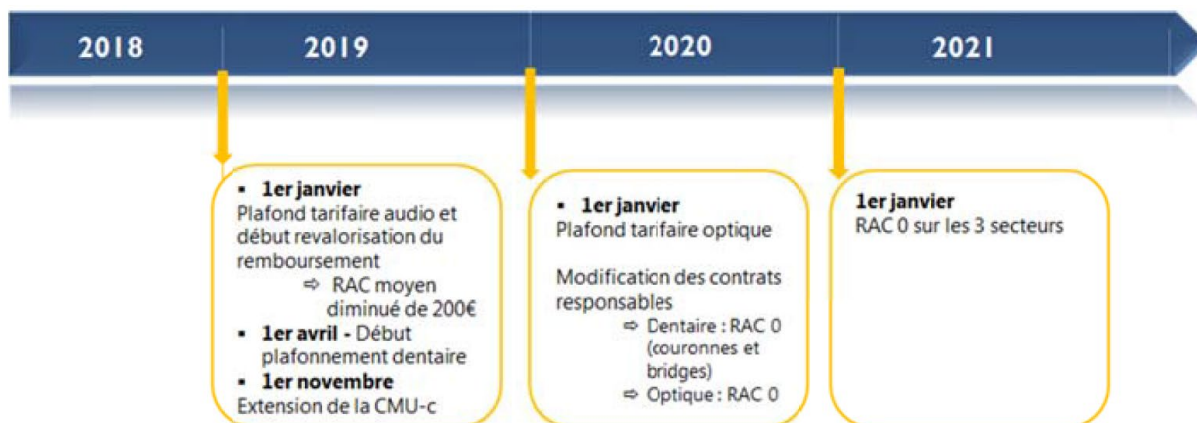 2018 2019 2020 2021
▪ 1er janvier
Plafond tarifaire audio et
début revalorisation du
remboursement
⇨ RAC moyen
diminué de 200€
▪ 1er avril - Début
plafonnement dentaire
▪ 1er novembre
Extension de la CMU-c
▪ 1er janvier
Plafond tarifaire optique
Modification des contrats
responsables
⇨ Dentaire : RAC 0
(couronnes et
bridges)
⇨ Optique : RAC 0
1er janvier
RAC 0 sur les 3 secteurs